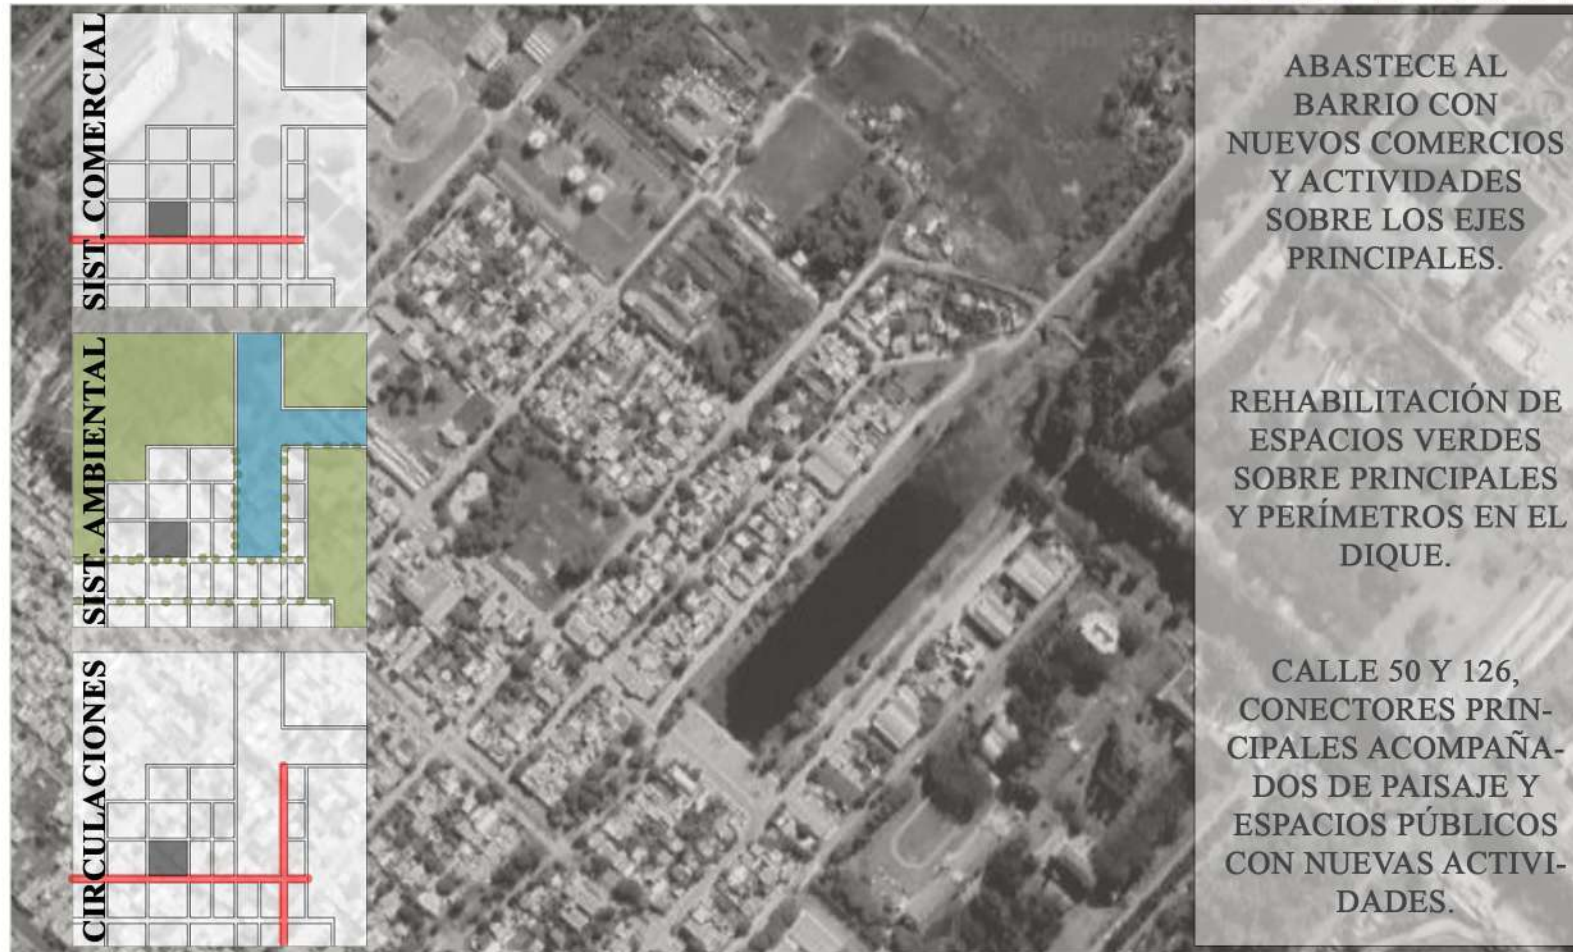 SIST. COMERCIAL
ABASTECE AL
BARRIO CON
NUEVOS COMERCIOS
Y ACTIVIDADES
SOBRE LOS EJES
PRINCIPALES.
SIST. AMBIENTAL
REHABILITACIÓN DE
ESPACIOS VERDES
SOBRE PRINCIPALES
Y PERÍMETROS EN EL
DIQUE.
CIRCULACIONES
CALLE 50 Y 126,
CONECTORES PRIN-
CIPALES ACOMPAÑA-
DOS DE PAISAJE Y
ESPACIOS PÚBLICOS
CON NUEVAS ACTIVI-
DADES.